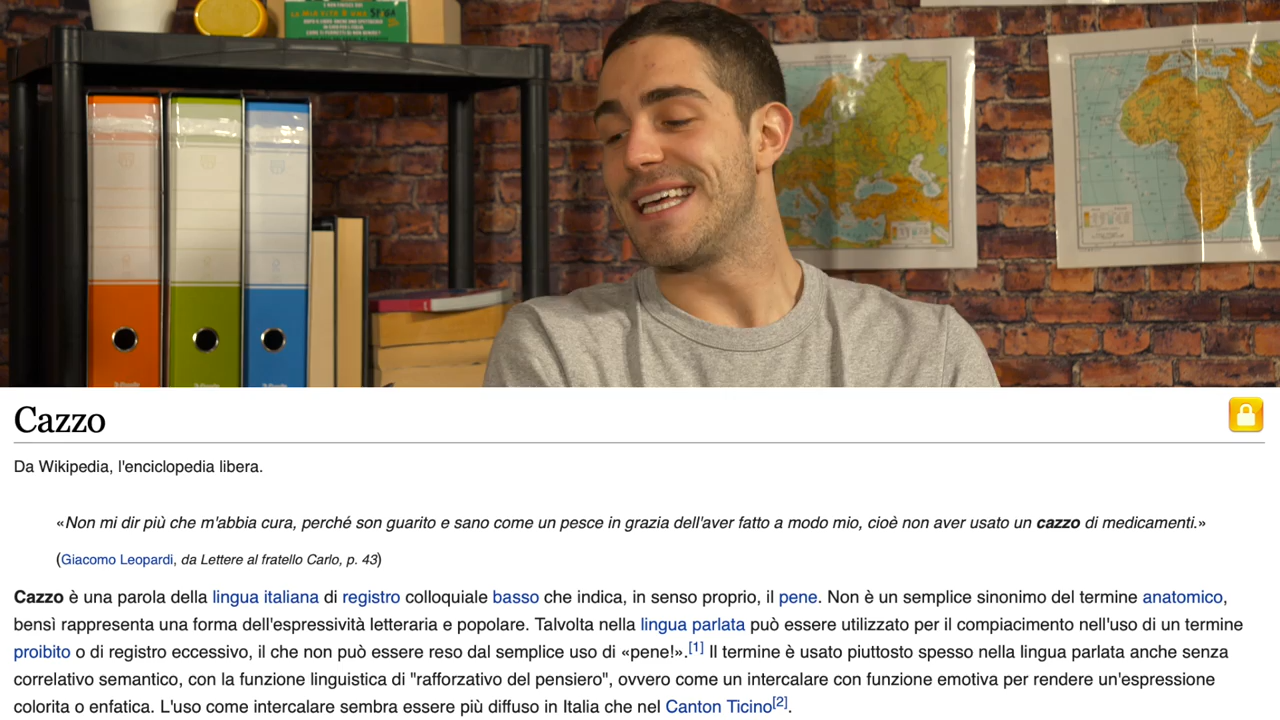 LA MIA VITA È UNA
Cazzo
Da Wikipedia, l'enciclopedia libera.
«Non mi dir più che m'abbia cura, perché son guarito e sano come un pesce in grazia dell'aver fatto a modo mio, cioè non aver usato un cazzo di medicamenti.»
(Giacomo Leopardi, da Lettere al fratello Carlo, p. 43)
Cazzo è una parola della lingua italiana di registro colloquiale basso che indica, in senso proprio, il pene. Non è un semplice sinonimo del termine anatomico,
bensì rappresenta una forma dell'espressività letteraria e popolare. Talvolta nella lingua parlata può essere utilizzato per il compiacimento nell'uso di un termine
proibito o di registro eccessivo, il che non può essere reso dal semplice uso di «pene!».[1] Il termine è usato piuttosto spesso nella lingua parlata anche senza
correlativo semantico, con la funzione linguistica di "rafforzativo del pensiero", ovvero come un intercalare con funzione emotiva per rendere un'espressione
colorita o enfatica. L'uso come intercalare sembra essere più diffuso in Italia che nel Canton Ticino[2].